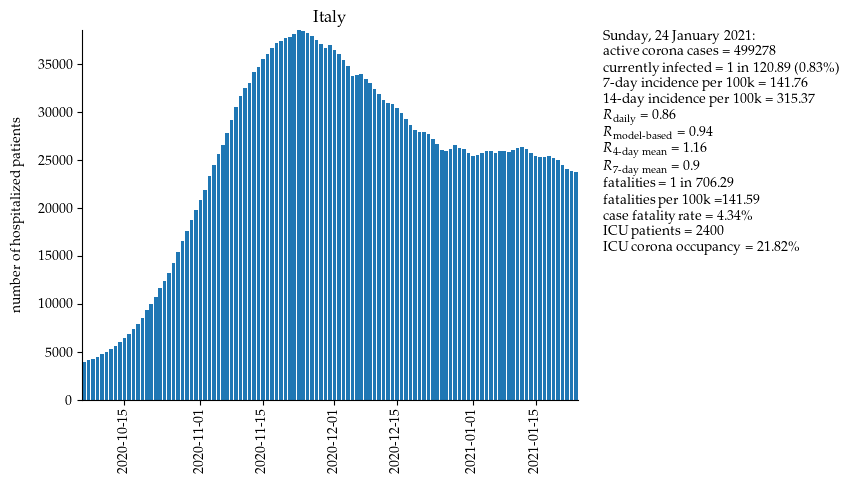 Italy
number of hospitalized patients
35000
30000
25000
20000
15000
10000
5000
0
2020-10-15
2020-11-01
2020-11-15
2020-12-01
2020-12-15
2021-01-01
2021-01-15
Sunday, 24 January 2021:
active corona cases = 499278
currently infected = 1 in 120.89 (0.83%)
7-day incidence per 100k = 141.76
14-day incidence per 100k = 315.37
R daily = 0.86
R model-based = 0.94
R 4-day mean = 1.16
R 7-day mean = 0.9
fatalities = 1 in 706.29
fatalities per 100k =141.59
case fatality rate = 4.34%
ICU patients = 2400
ICU corona occupancy = 21.82%